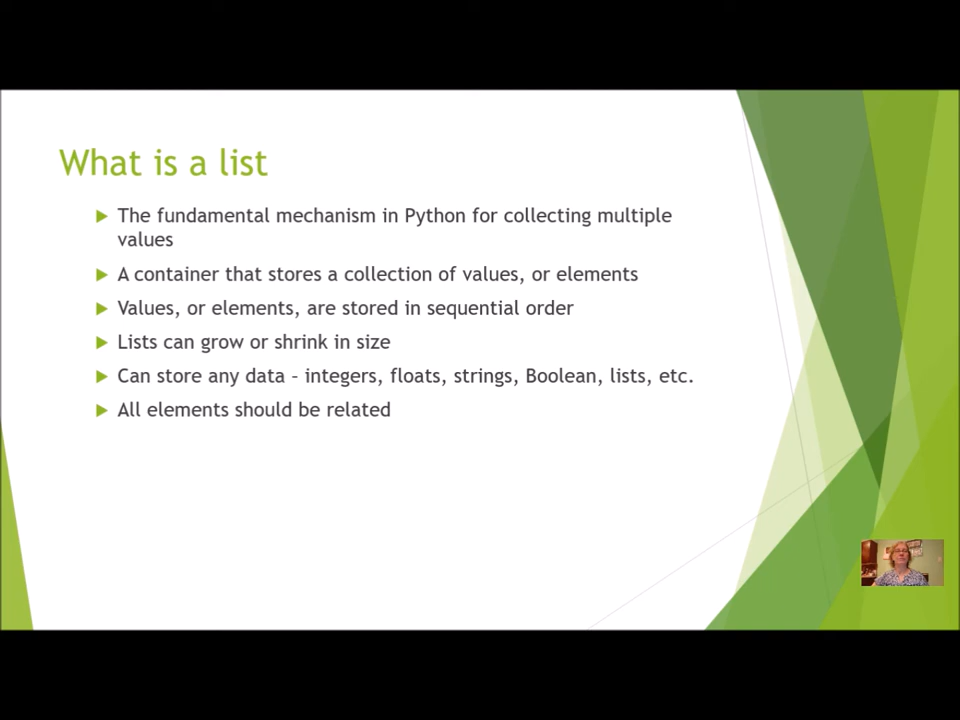 What is a list
The fundamental mechanism in Python for collecting multiple
values
A container that stores a collection of values, or elements
Values, or elements, are stored in sequential order
Lists can grow or shrink in size
Can store any data – integers, floats, strings, Boolean, lists, etc.
All elements should be related